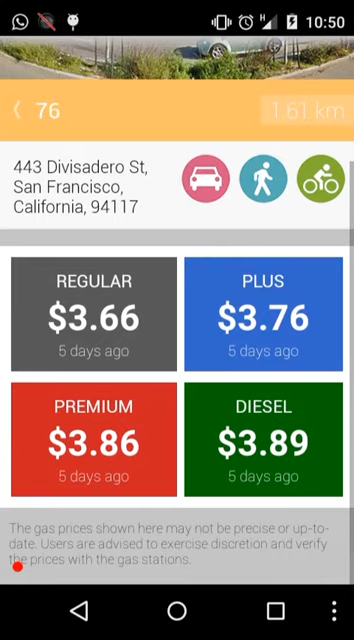 H 10:50
76 1.61 km
443 Divisadero St,
San Francisco,
California, 94117
REGULAR
$3.66
5 days ago
PLUS
$3.76
5 days ago
PREMIUM
$3.86
5 days ago
DIESEL
$3.89
5 days ago
The gas prices shown here may not be precise or up-to-
date. Users are advised to exercise discretion and verify
the prices with the gas stations.